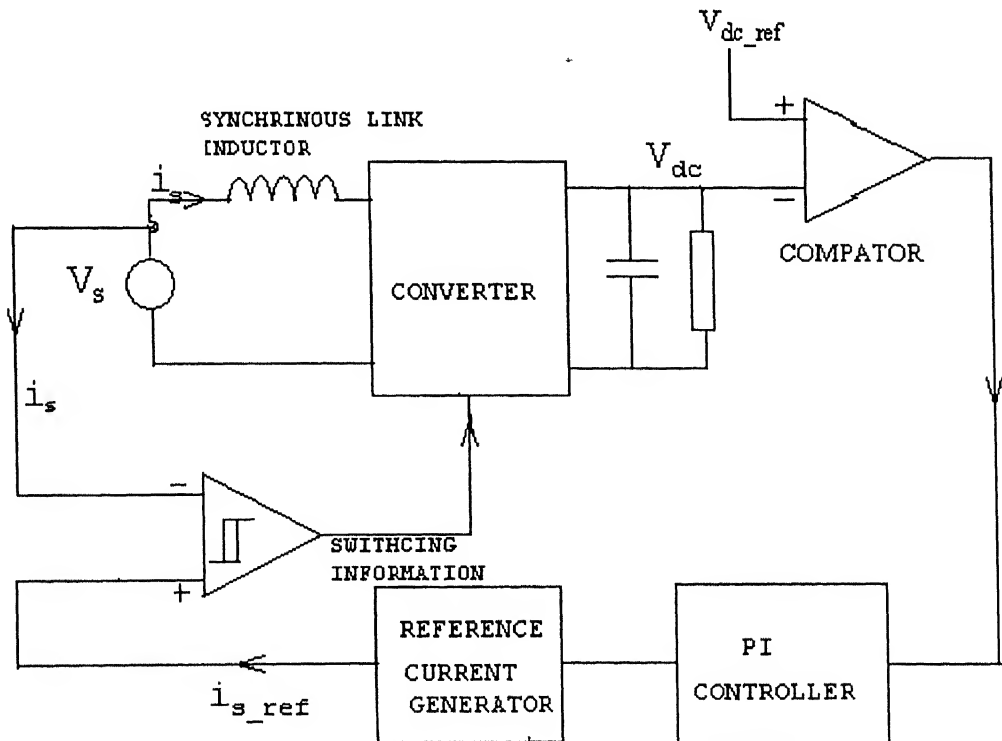 V_dc_ref
+
SYNCHRINOUS LINK
INDUCTOR
i_s
V_dc
−
COMPATOR
V_s
CONVERTER
i_s
−
SWITHCING
INFORMATION
+
REFERENCE
CURRENT
GENERATOR
PI
CONTROLLER
i_s_ref